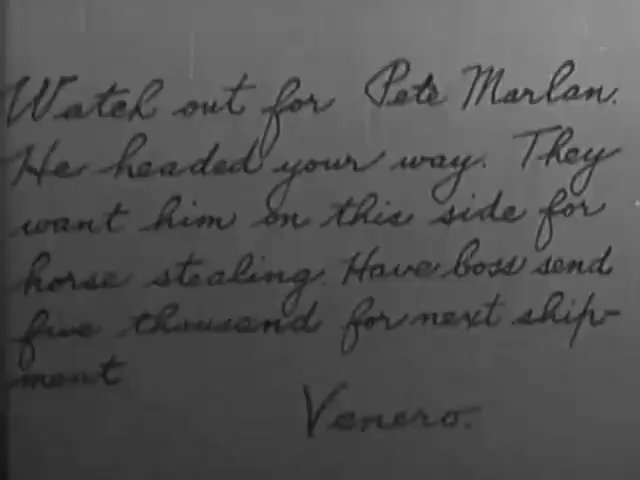 Watch out for Pete Marlan.
He headed your way. They
want him on this side for
horse stealing. Have boss send
five thousand for next ship-
ment
Venero.